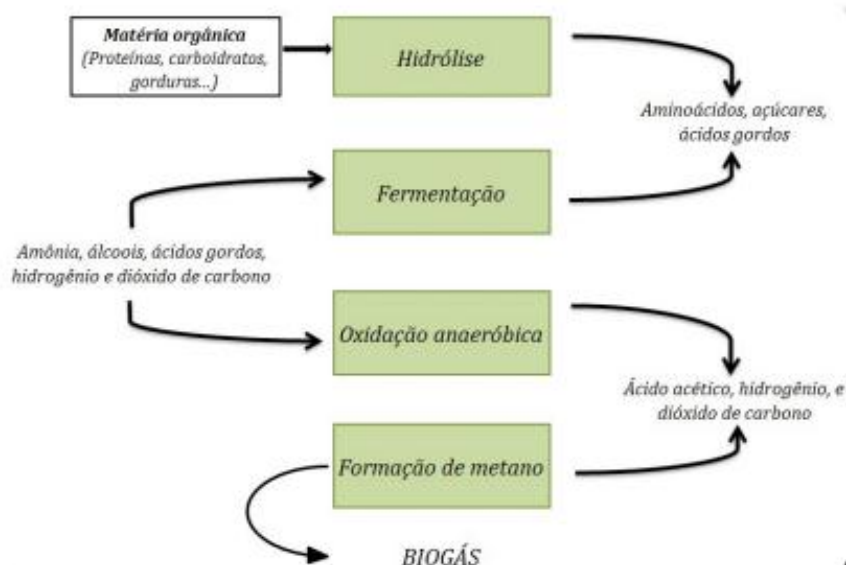 Matéria orgânica
(Proteínas, carboidratos,
gorduras...)
Hidrólise
Aminoácidos, açúcares,
ácidos gordos
Fermentação
Amônia, álcoois, ácidos gordos,
hidrogênio e dióxido de carbono
Oxidação anaeróbica
Ácido acético, hidrogênio, e
dióxido de carbono
Formação de metano
BIOGÁS